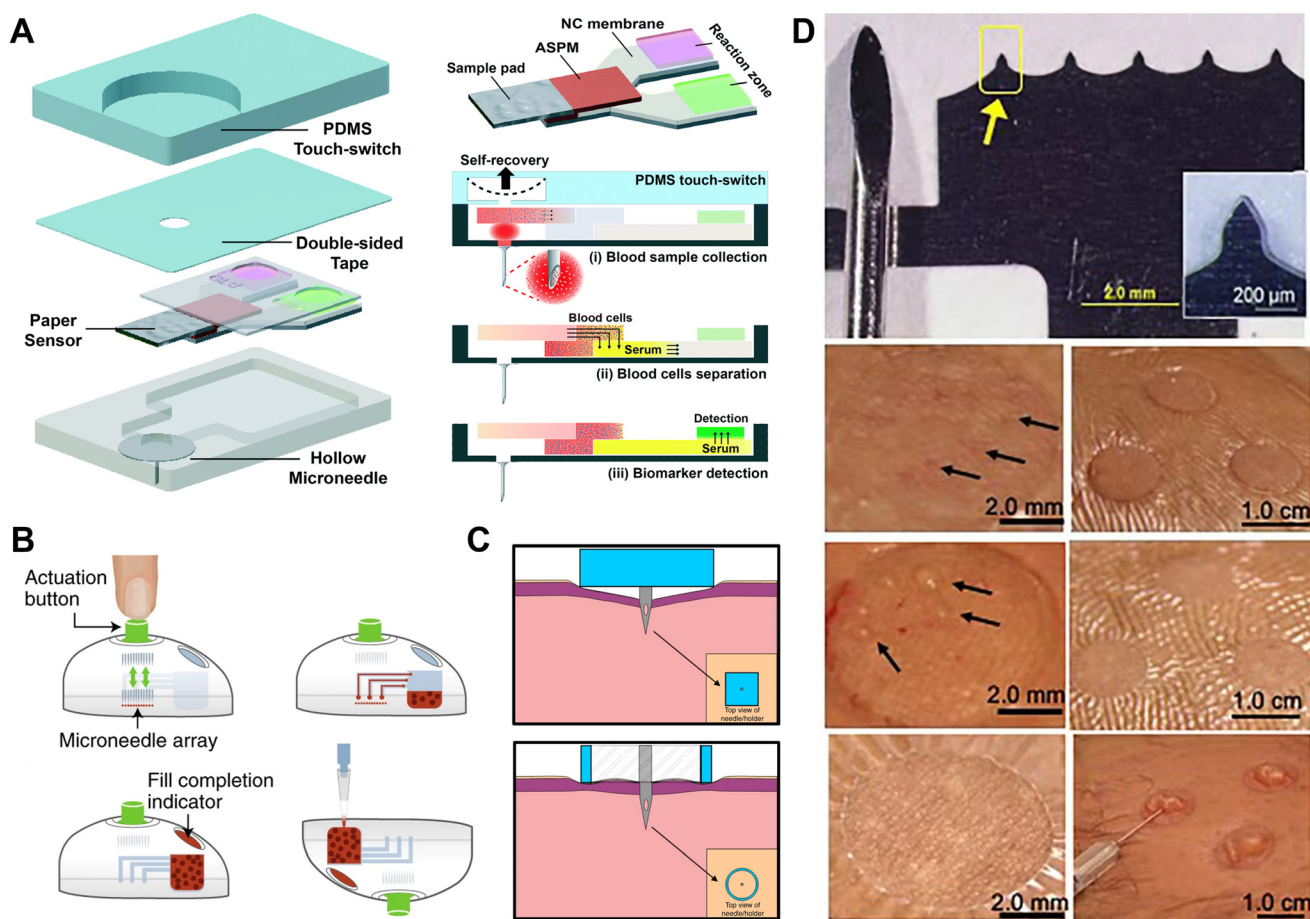 A
PDMS
Touch-switch
Double-sided
Tape
GLU
Paper
Sensor
Hollow
Microneedle
NC membrane
ASPM
Sample pad
Reaction
zone
Self-recovery
PDMS touch-switch
(i) Blood sample collection
Blood cells
Serum
(ii) Blood cells separation
Detection
Serum
(iii) Biomarker detection
B
Actuation
button
Microneedle array
Fill completion
indicator
C
Top view of
needle/holder
Top view of
needle/holder
D
2.0 mm
200 µm
2.0 mm
1.0 cm
2.0 mm
1.0 cm
2.0 mm
1.0 cm